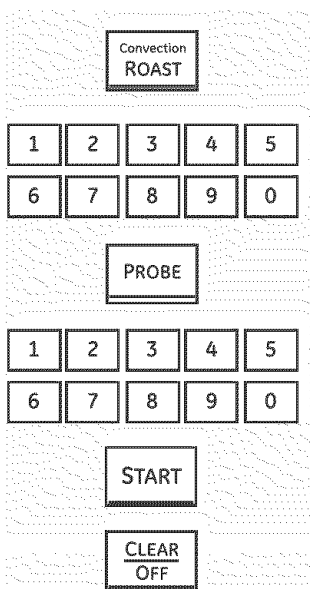 Convection
ROAST
1 2 3 4 5
6 7 8 9 0
PROBE
1 2 3 4 5
6 7 8 9 0
START
CLEAR
OFF